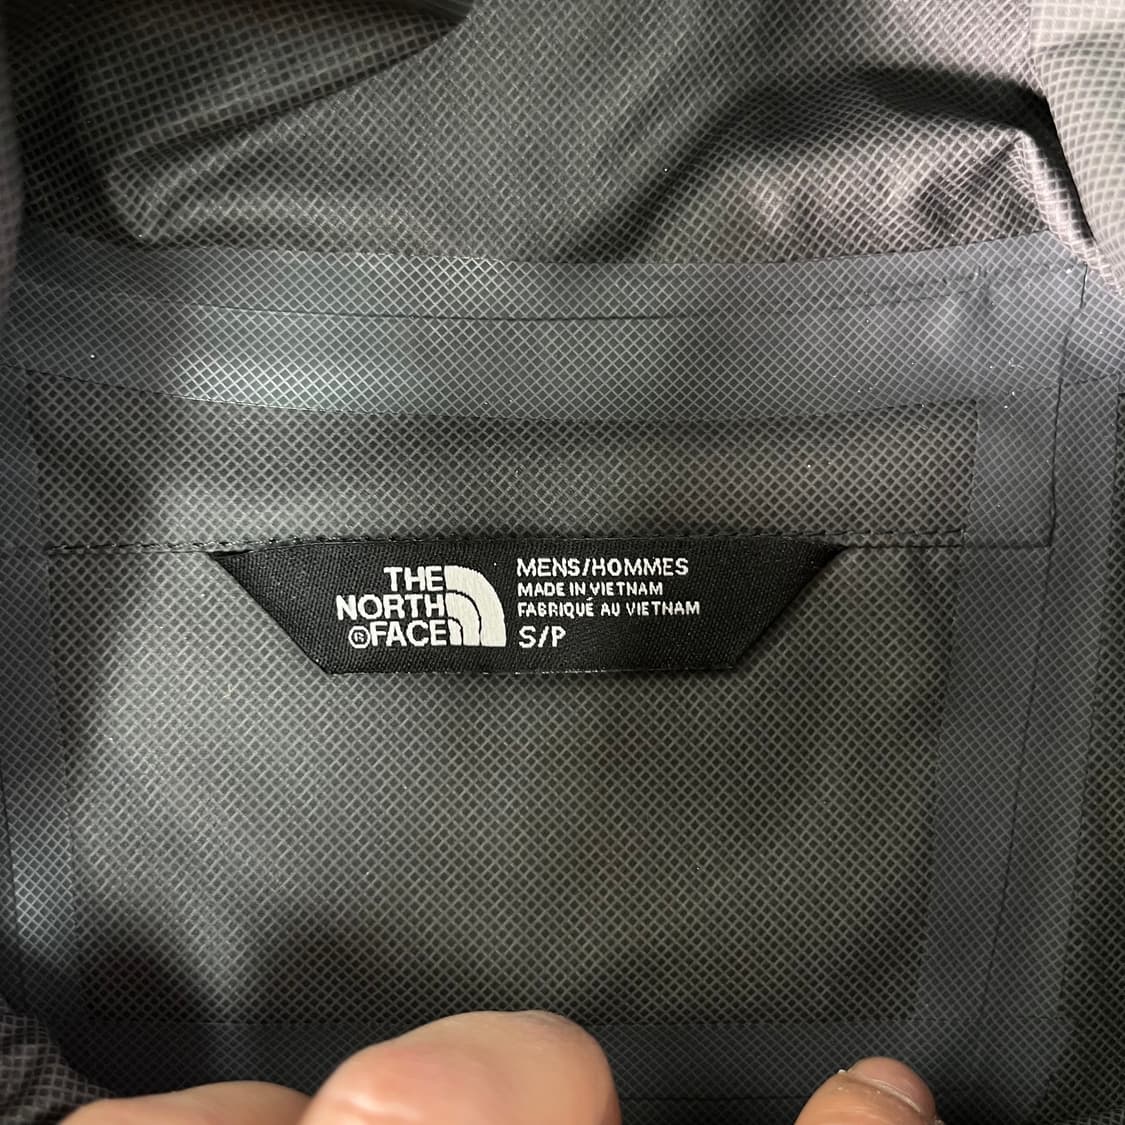 THE
NORTH
®FACE
MENS/HOMMES
MADE IN VIETNAM
FABRIQUÉ AU VIETNAM
S/P